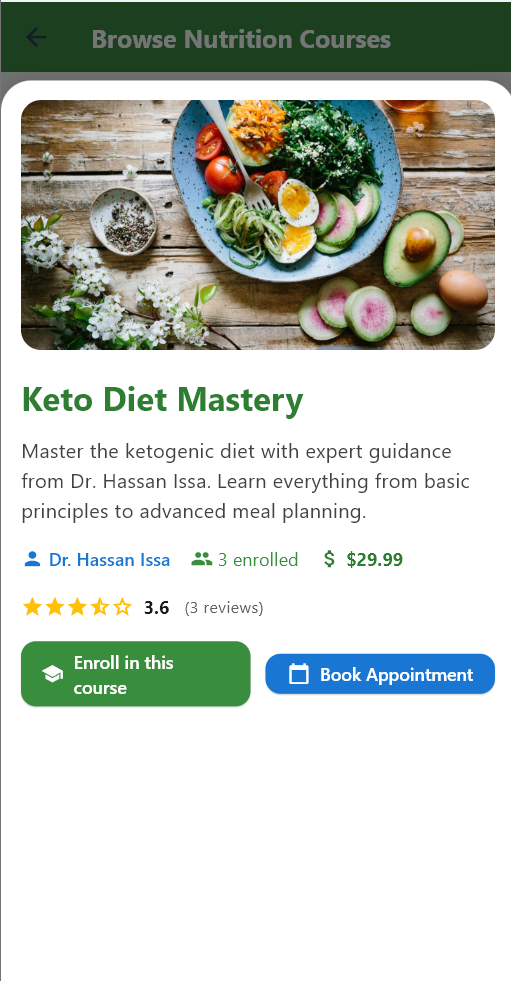 Browse Nutrition Courses
Keto Diet Mastery
Master the ketogenic diet with expert guidance
from Dr. Hassan Issa. Learn everything from basic
principles to advanced meal planning.
Dr. Hassan Issa 3 enrolled $ $29.99
3.6 (3 reviews)
Enroll in this
course
Book Appointment